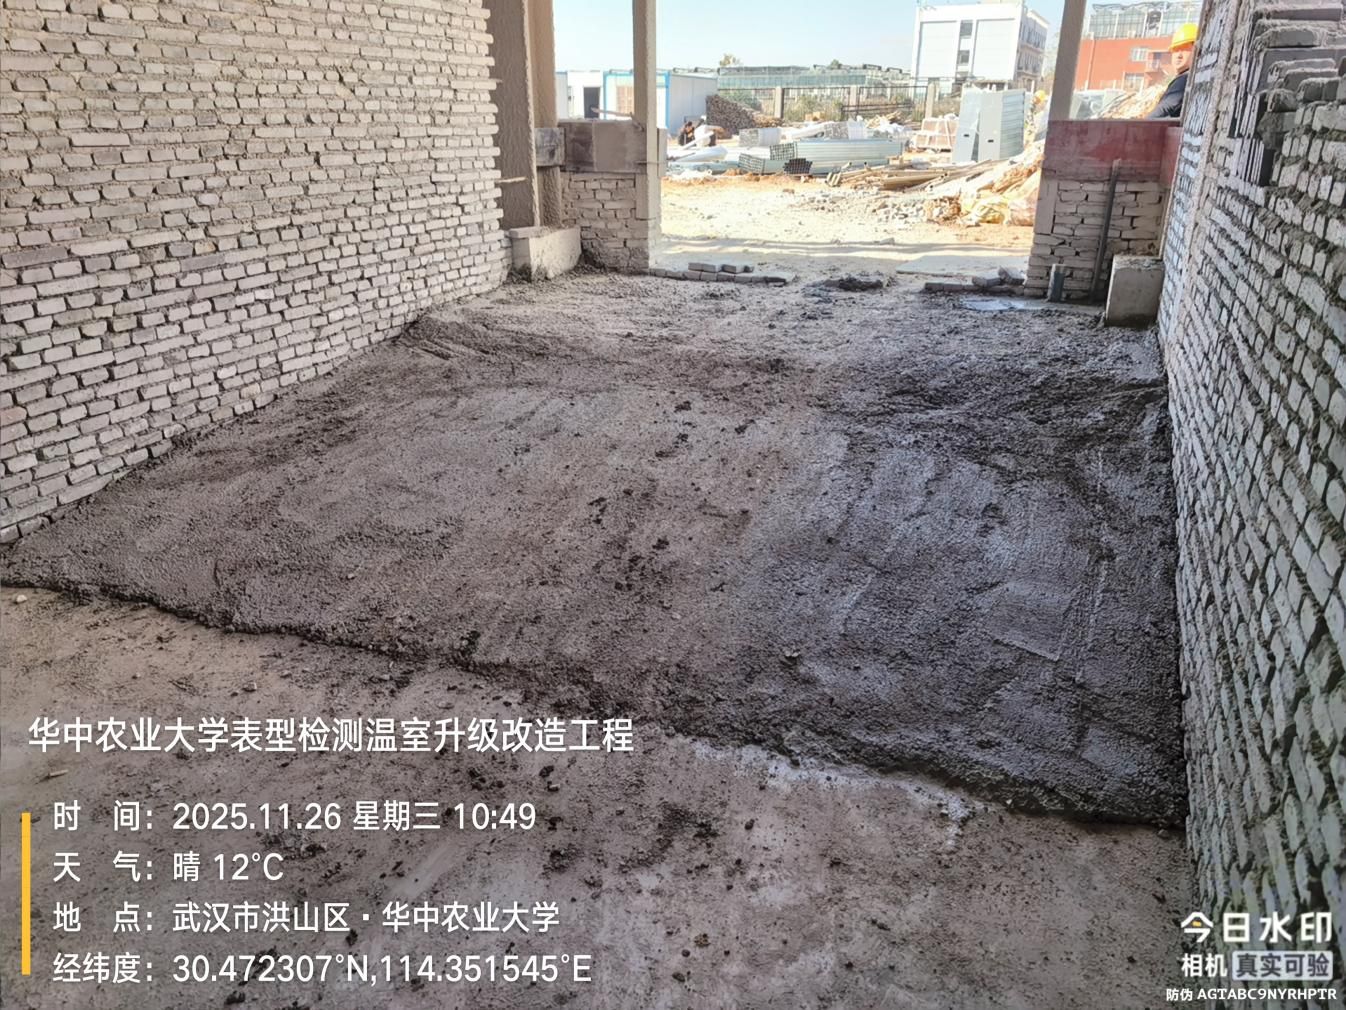 华中农业大学表型检测温室升级改造工程
时 间：2025.11.26 星期三 10:49
天 气：晴 12°C
地 点：武汉市洪山区·华中农业大学
经纬度：30.472307°N,114.351545°E
今日水印
相机 真实可验
防伪 AGTABC9NYRHPTR